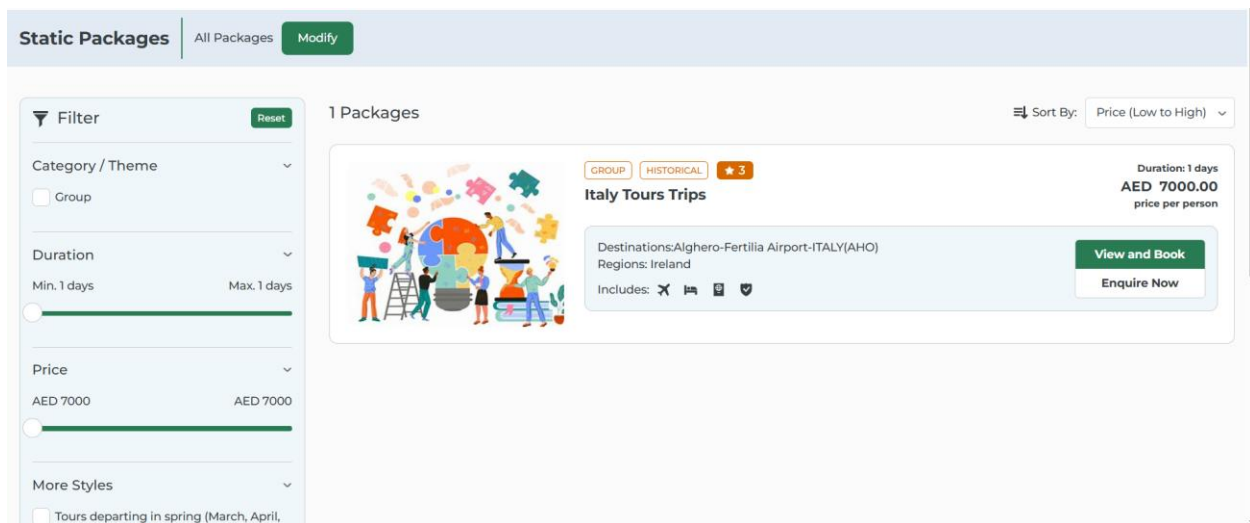 Static Packages All Packages Modify
Filter Reset
Category / Theme
Group
Duration
Min. 1 days Max. 1 days
Price
AED 7000 AED 7000
More Styles
Tours departing in spring (March, April,
1 Packages
Sort By: Price (Low to High)
GROUP HISTORICAL ★ 3
Italy Tours Trips
Destinations:Alghero-Fertilia Airport-ITALY(AHO)
Regions: Ireland
Includes:
Duration: 1 days
AED 7000.00
price per person
View and Book
Enquire Now